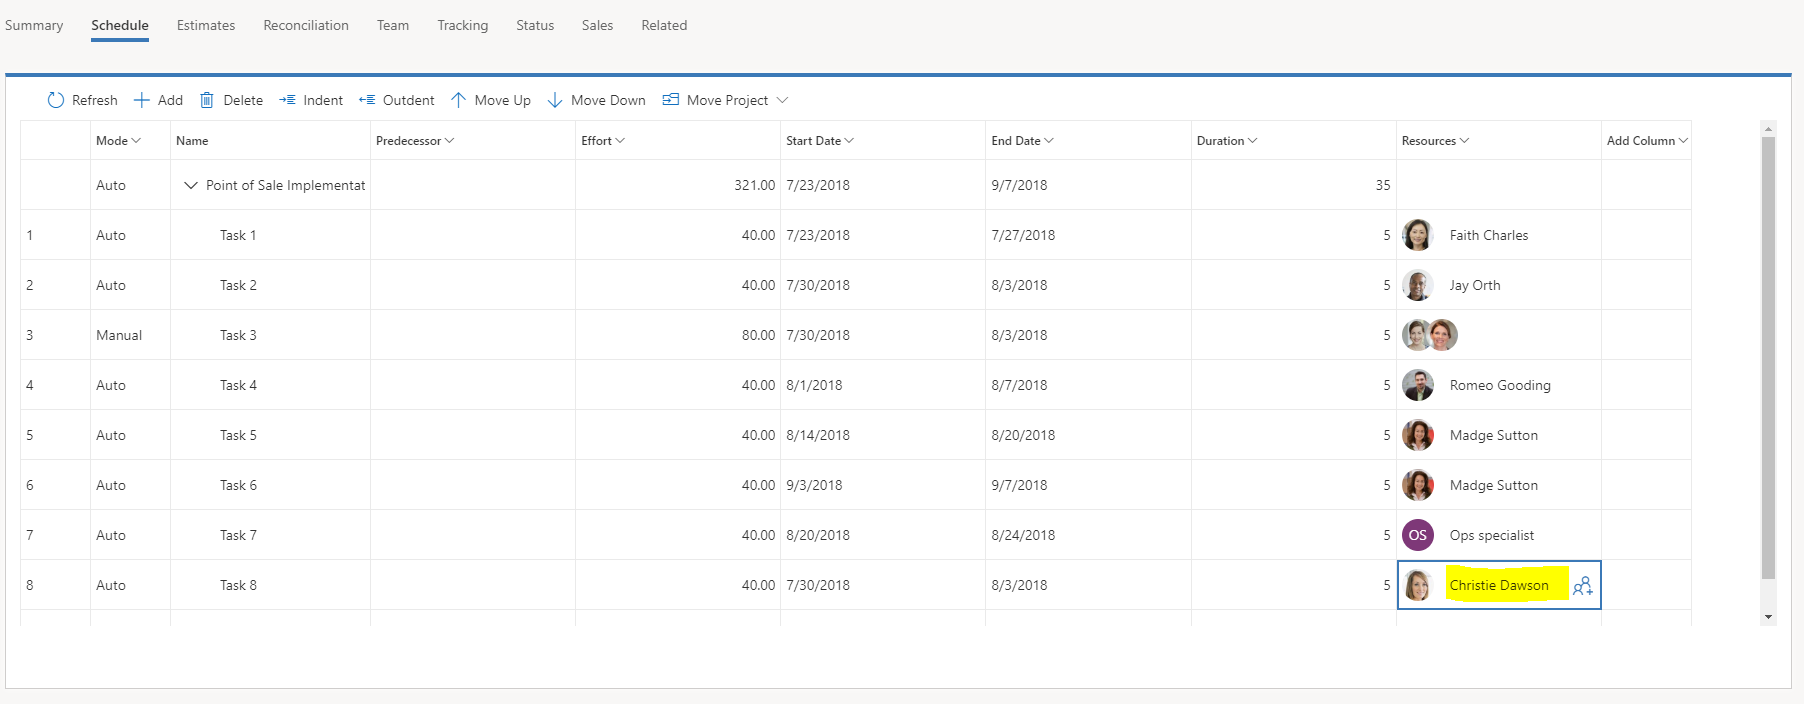 Summary Schedule Estimates Reconciliation Team Tracking Status Sales Related
Refresh Add Delete Indent Outdent Move Up Move Down Move Project
Mode Name Predecessor Effort Start Date End Date Duration Resources Add Column
Auto Point of Sale Implementat 321.00 7/23/2018 9/7/2018 35
1 Auto Task 1 40.00 7/23/2018 7/27/2018 5 Faith Charles
2 Auto Task 2 40.00 7/30/2018 8/3/2018 5 Jay Orth
3 Manual Task 3 80.00 7/30/2018 8/3/2018 5
4 Auto Task 4 40.00 8/1/2018 8/7/2018 5 Romeo Gooding
5 Auto Task 5 40.00 8/14/2018 8/20/2018 5 Madge Sutton
6 Auto Task 6 40.00 9/3/2018 9/7/2018 5 Madge Sutton
7 Auto Task 7 40.00 8/20/2018 8/24/2018 5 OS Ops specialist
8 Auto Task 8 40.00 7/30/2018 8/3/2018 5 Christie Dawson